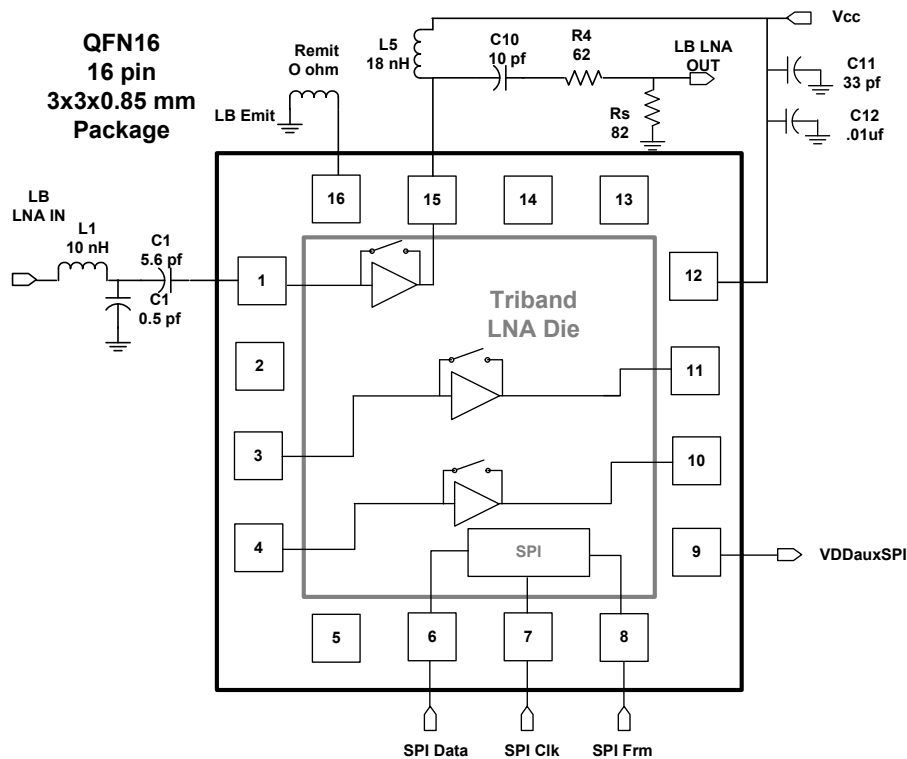 QFN16
16 pin
3x3x0.85 mm
Package
Remit
O ohm
LB Emit
L5
18 nH
C10
10 pf
R4
62
LB LNA
OUT
Rs
82
Vcc
C11
33 pf
C12
.01uf
LB
LNA IN
L1
10 nH
C1
5.6 pf
C1
0.5 pf
16
15
14
13
1
2
3
4
5
6
7
8
9
10
11
12
Triband
LNA Die
SPI
VDDauxSPI
SPI Data
SPI Clk
SPI Frm